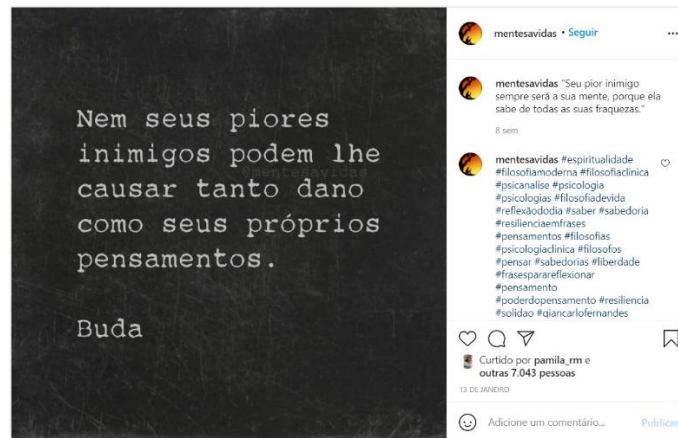 Nem seus piores
inimigos podem lhe
@mentesavidas
causar tanto dano
como seus próprios
pensamentos.
Buda
mentesavidas • Seguir
mentesavidas "Seu pior inimigo
sempre será a sua mente, porque ela
sabe de todas as suas fraquezas."
8 sem
mentesavidas #espiritualidade
#filosofiamoderna #filosofiaclinica
#psicanalise #psicologia
#psicologias #filosofiadevida
#reflexãododia #saber #sabedoria
#resilienciaemfrases
#pensamentos #filosofias
#psicologiaclinica #filosofos
#pensar #sabedorias #liberdade
#frasesparareflexionar
#pensamento
#poderdopensamento #resiliencia
#solidao #giancarlofernandes
Curtido por pamila_rm e
outras 7.043 pessoas
13 DE JANEIRO
Adicione um comentário... Publicar